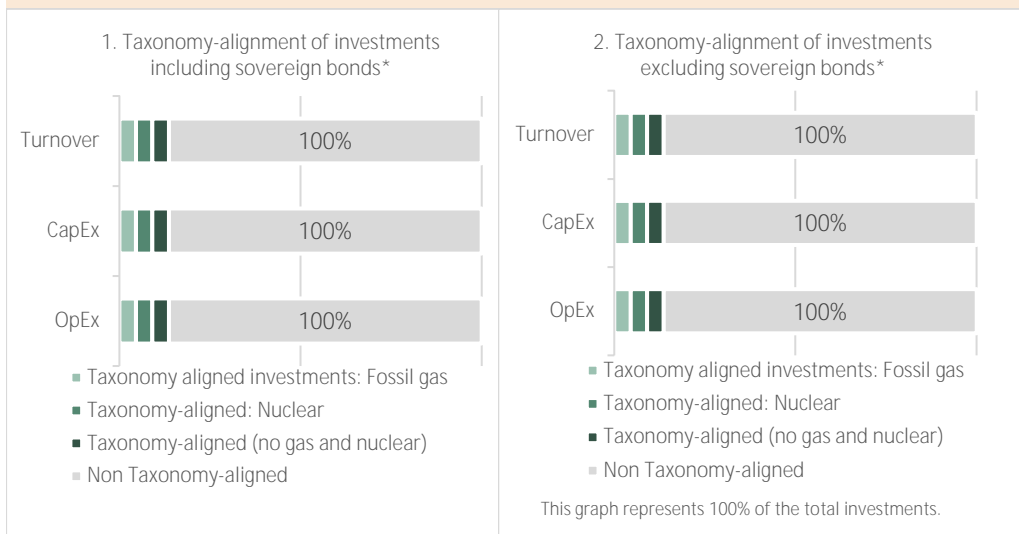 1. Taxonomy-alignment of investments
including sovereign bonds*
Turnover
100%
CapEx
100%
OpEx
100%
Taxonomy aligned investments: Fossil gas
Taxonomy-aligned: Nuclear
Taxonomy-aligned (no gas and nuclear)
Non Taxonomy-aligned
2. Taxonomy-alignment of investments
excluding sovereign bonds*
Turnover
100%
CapEx
100%
OpEx
100%
Taxonomy aligned investments: Fossil gas
Taxonomy-aligned: Nuclear
Taxonomy-aligned (no gas and nuclear)
Non Taxonomy-aligned
This graph represents 100% of the total investments.